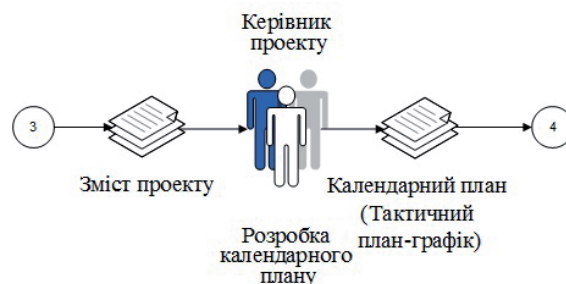 Керівник
проекту
3
4
Зміст проекту
Календарний план
(Тактичний
план-графік)
Розробка
календарного
плану